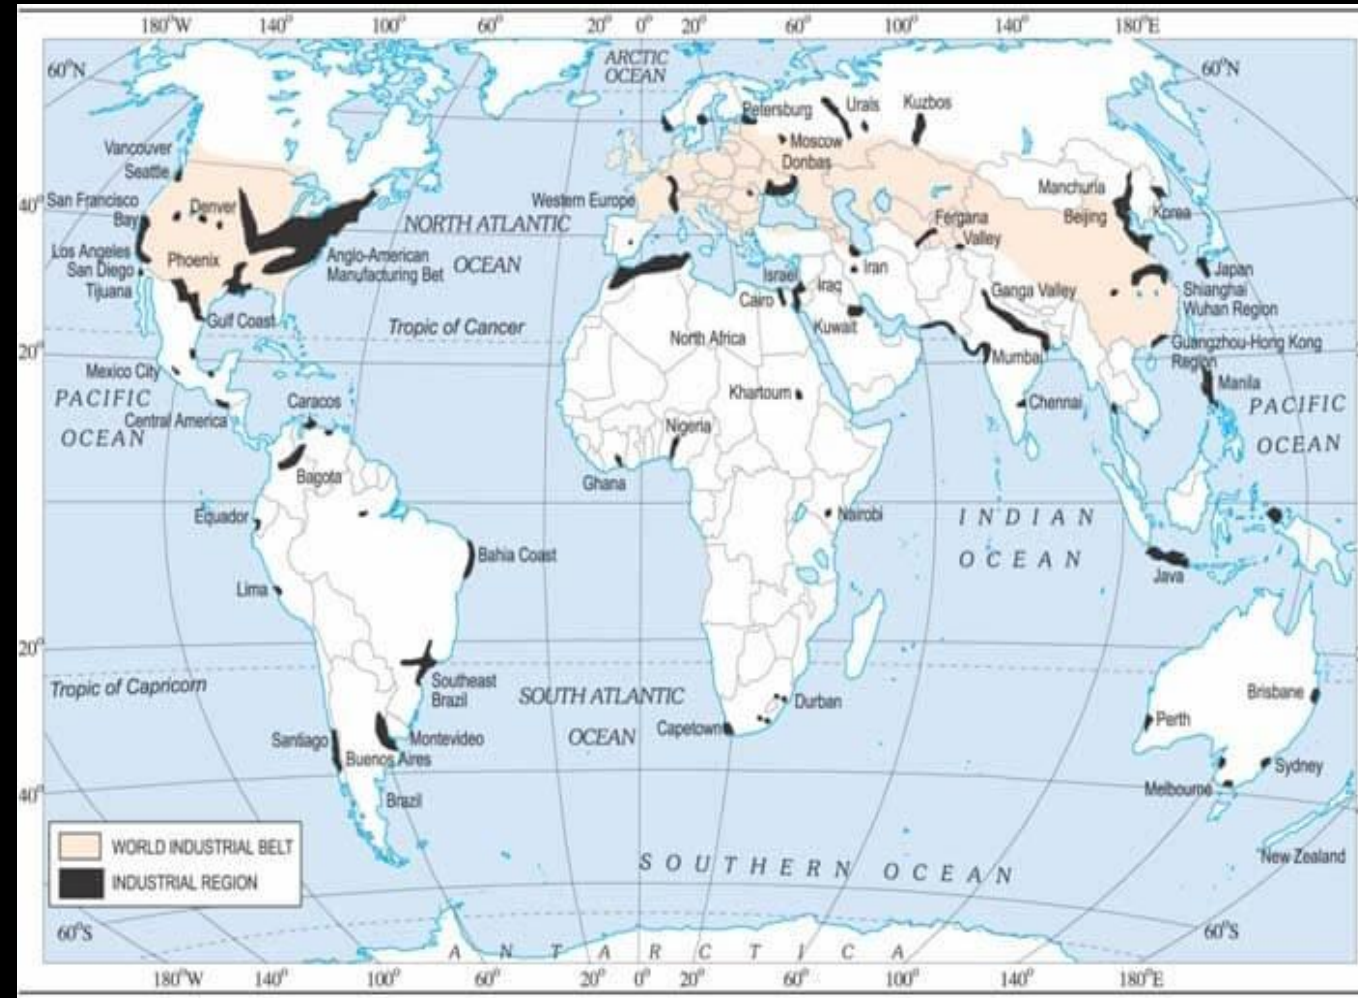 180°W 140° 100° 60° 20° 0° 20° 60° 100° 140° 180°E
ARCTIC
OCEAN
60°N
60°N
Petersburg
Urals
Kuzbos
Moscow
Donbas
Vancouver
Seattle
San Francisco
Bay
40°
Denver
Western Europe
Manchuria
Beijing
Korea
NORTH ATLANTIC
OCEAN
Fergana
Valley
Los Angeles
San Diego
Tijuana
Phoenix
Anglo-American
Manufacturing Bet
Israel
Iraq
Iran
Cairo
Kuwait
Ganga Valley
Japan
Shianghai
Wuhan Region
Gulf Coast
Tropic of Cancer
North Africa
Mumbai
Guangzhou-Hong Kong
Region
20°
Mexico City
PACIFIC
OCEAN
Central America
Caracos
Khartoum
Chennai
Manila
PACIFIC
OCEAN
Nigeria
Bagota
Ghana
Equador
Nairobi
INDIAN
OCEAN
Bahia Coast
Lima
Java
20°
Tropic of Capricorn
Southeast
Brazil
SOUTH ATLANTIC
OCEAN
Durban
Capetown
Brisbane
Perth
Santiago
Montevideo
Buenos Aires
Sydney
Melbourne
40°
Brazil
WORLD INDUSTRIAL BELT
INDUSTRIAL REGION
SOUTHERN OCEAN
New Zealand
60°S
60°S
ANTARCTICA
180°W 140° 100° 60° 20° 0° 20° 60° 100° 140° 180°E